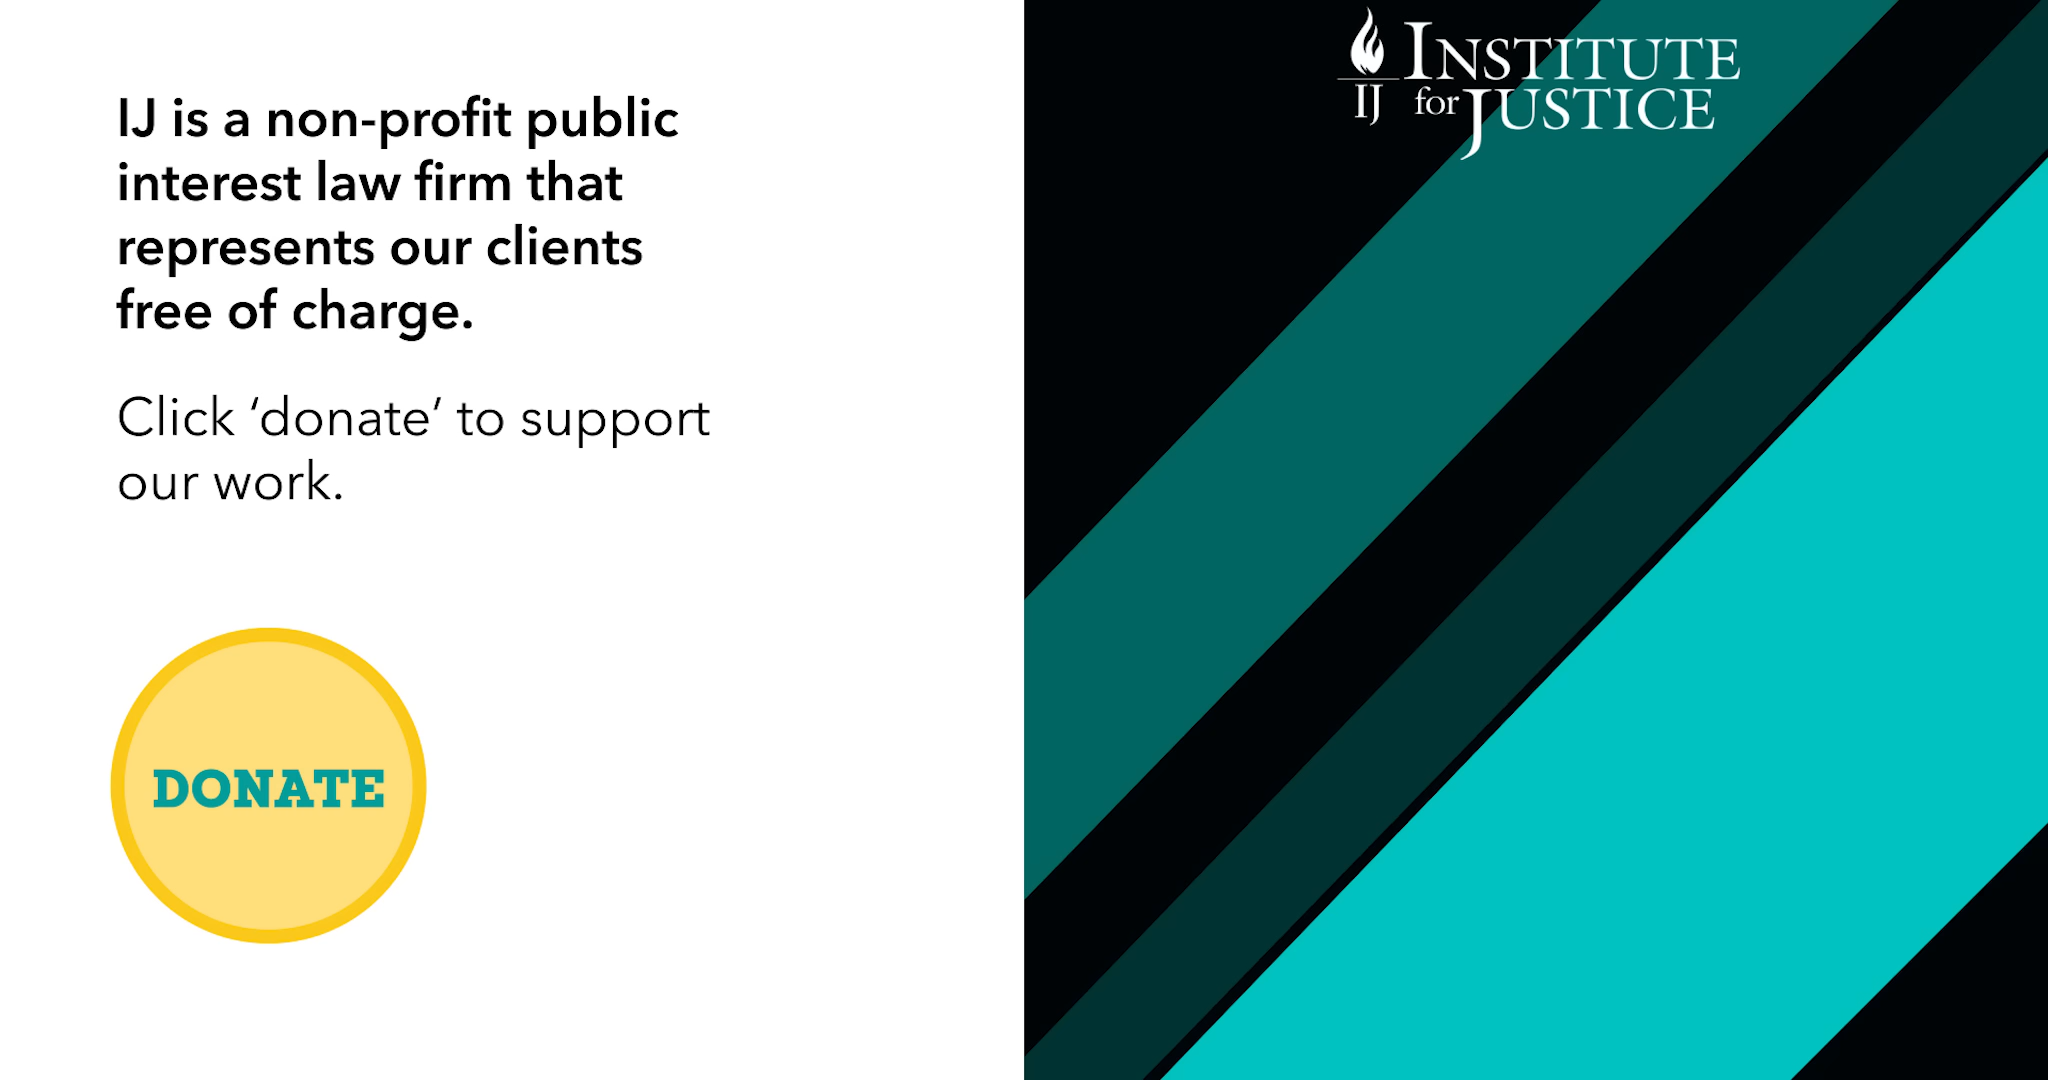 IJ is a non-profit public
interest law firm that
represents our clients
free of charge.
Click ‘donate’ to support
our work.
DONATE
INSTITUTE
IJ for JUSTICE